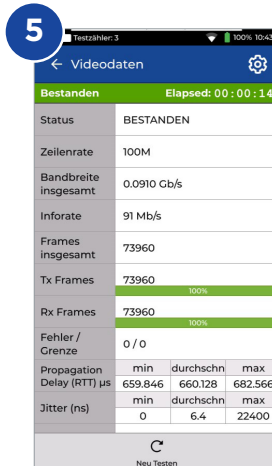 5
Testzähler: 3 100% 10:43
Videodaten
Bestanden Elapsed: 00:00:14
Status BESTANDEN
Zeilenrate 100M
Bandbreite
insgesamt 0.0910 Gb/s
Inforate 91 Mb/s
Frames
insgesamt 73960
Tx Frames 73960
100%
Rx Frames 73960
100%
Fehler /
Grenze 0 / 0
Propagation
Delay (RTT) µs min durchschn max
659.846 660.128 682.566
Jitter (ns) min durchschn max
0 6.4 22400
Neu Testen